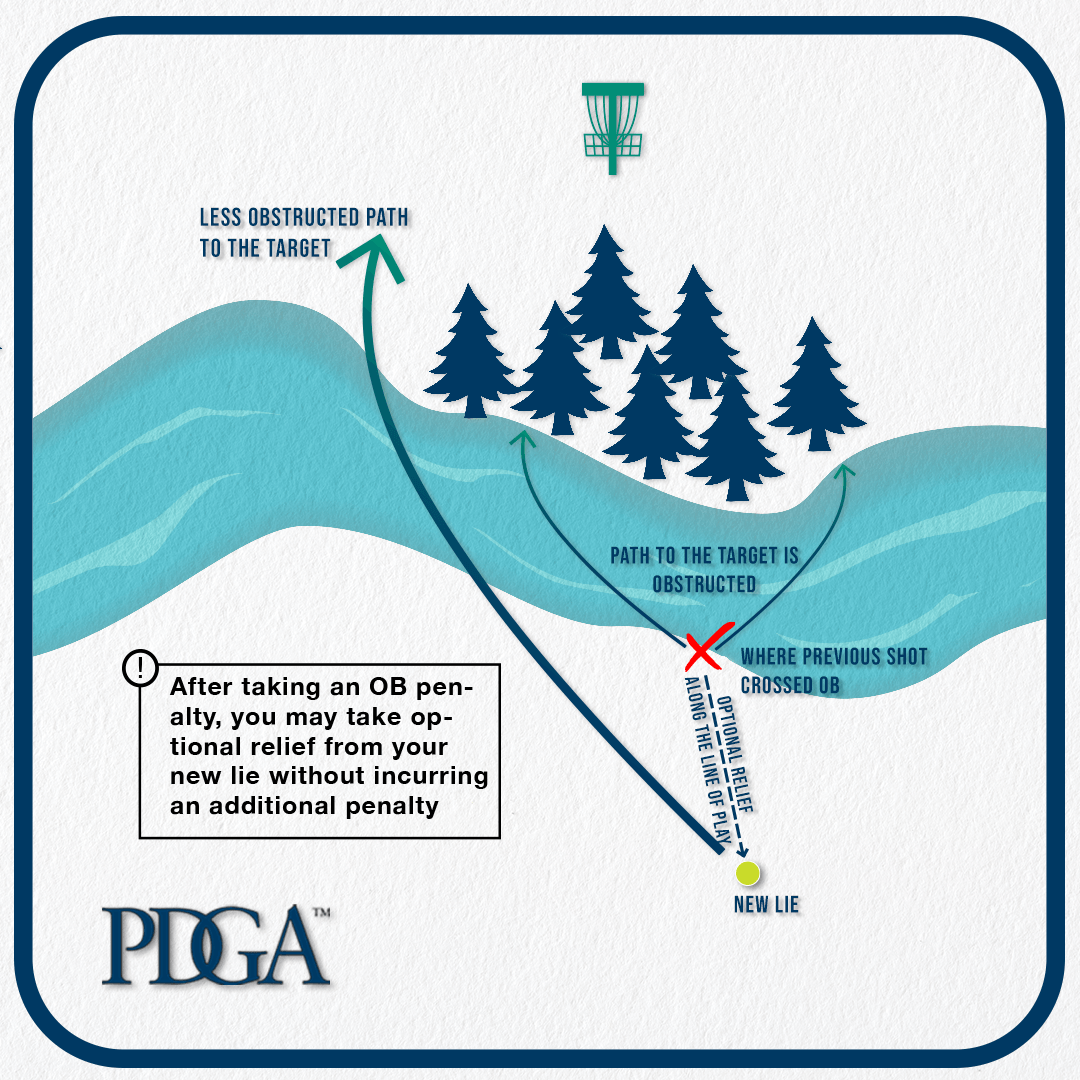 LESS OBSTRUCTED PATH
TO THE TARGET
PATH TO THE TARGET IS
OBSTRUCTED
WHERE PREVIOUS SHOT
CROSSED OB
OPTIONAL RELIEF
ALONG THE LINE OF PLAY
!
After taking an OB pen-
alty, you may take op-
tional relief from your
new lie without incurring
an additional penalty
NEW LIE
PDGA™